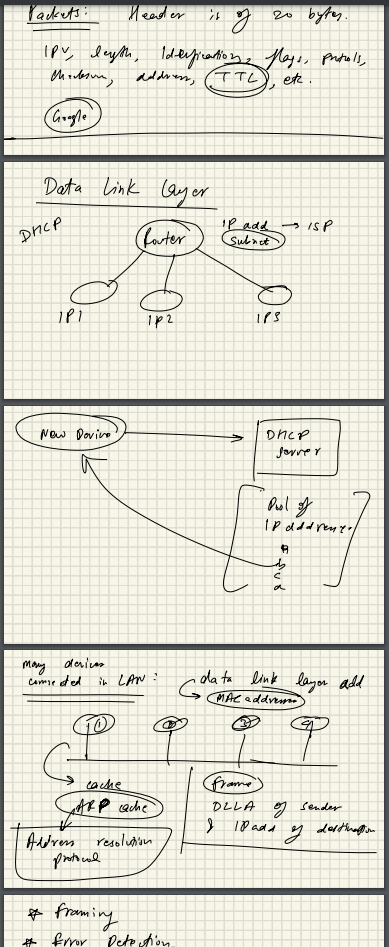 Packets: Header is of 20 bytes.
IPV, length, Identification, flags, protocols,
checksum, address, TTL, etc.
Google
Data Link Layer
DHCP
Router
IP add → ISP
Subnet
IP1
IP2
IP3
New Device
DHCP
server
Pool of
IP addresses
a
b
c
d
many devices
connected in LAN:
data link layer add
MAC address
1
2
3
4
cache
ARP cache
Address resolution
protocol
frame
DLLA of sender
& IP add of destination
* Framing
* Error Detection